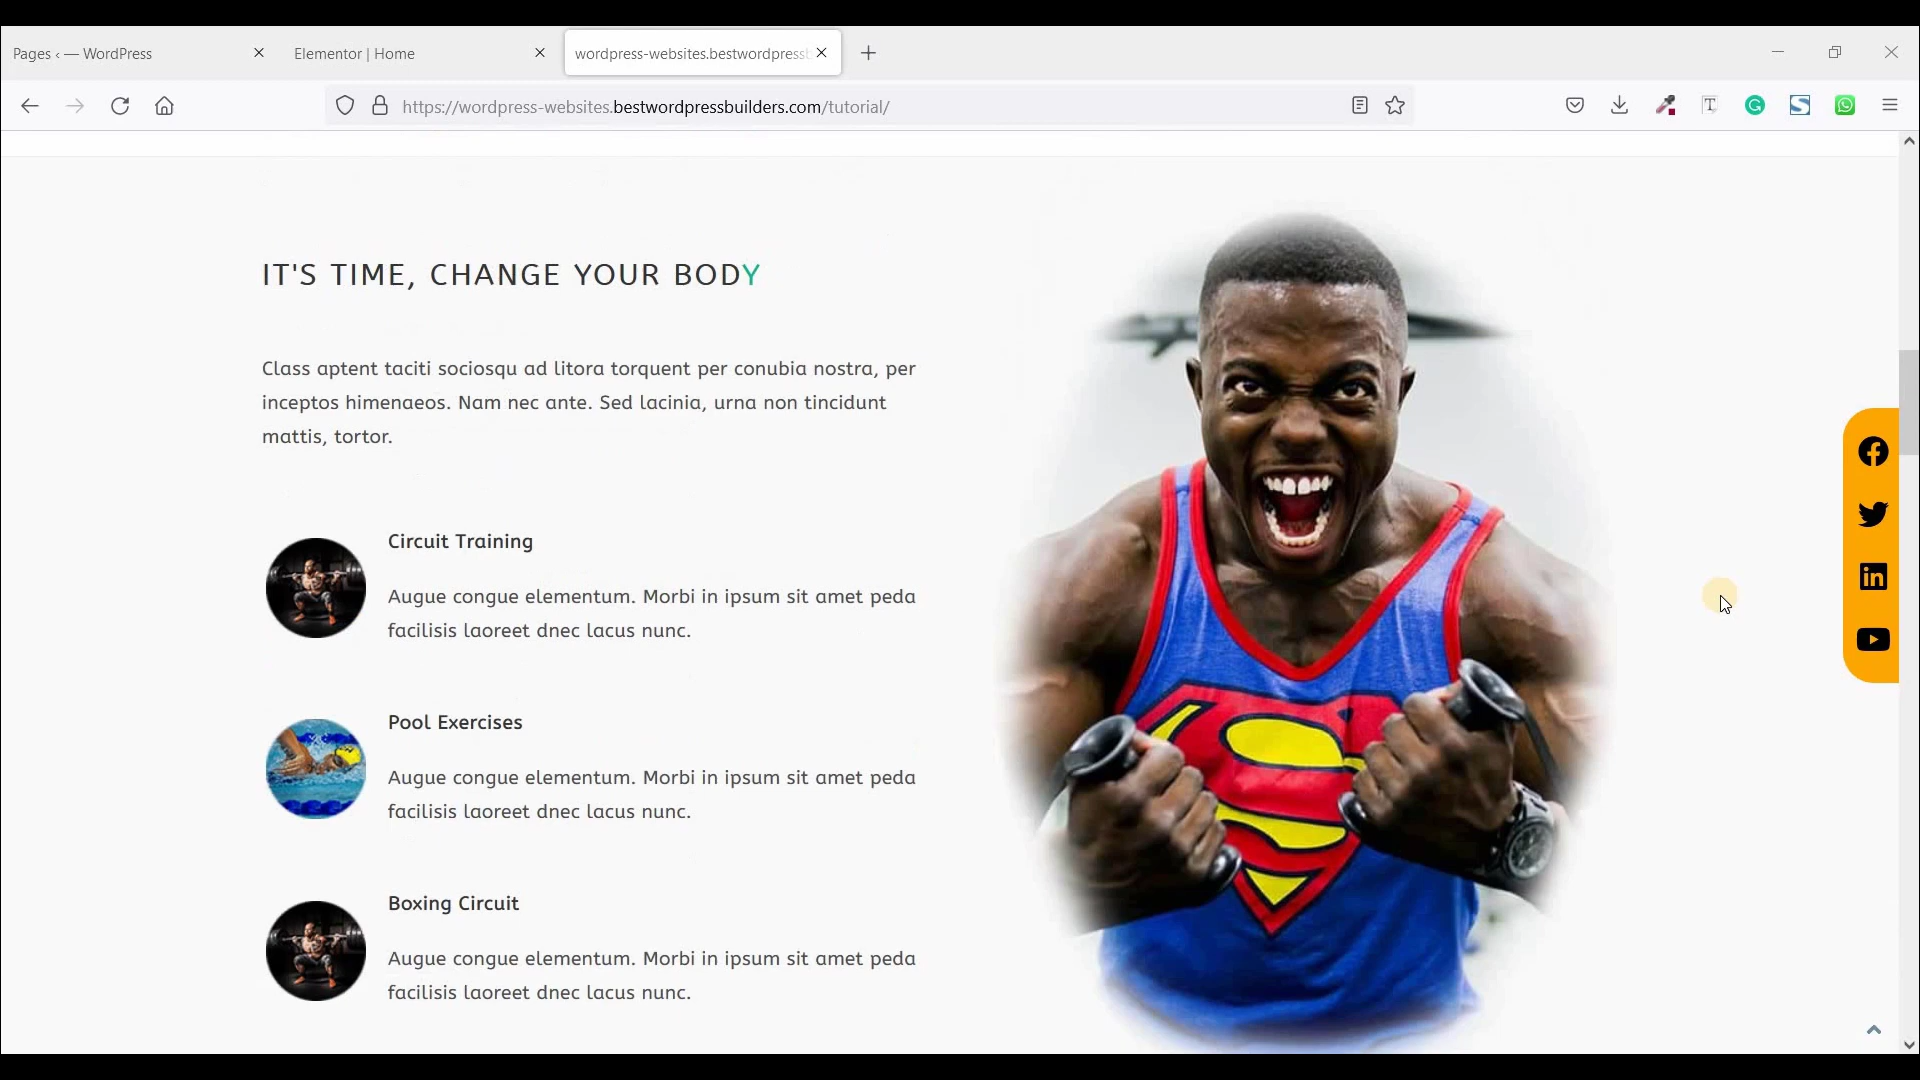 Pages ‹ — WordPress
Elementor | Home
wordpress-websites.bestwordpress
https://wordpress-websites.bestwordpressbuilders.com/tutorial/
IT'S TIME, CHANGE YOUR BODY
Class aptent taciti sociosqu ad litora torquent per conubia nostra, per
inceptos himenaeos. Nam nec ante. Sed lacinia, urna non tincidunt
mattis, tortor.
Circuit Training
Augue congue elementum. Morbi in ipsum sit amet peda
facilisis laoreet dnec lacus nunc.
Pool Exercises
Augue congue elementum. Morbi in ipsum sit amet peda
facilisis laoreet dnec lacus nunc.
Boxing Circuit
Augue congue elementum. Morbi in ipsum sit amet peda
facilisis laoreet dnec lacus nunc.